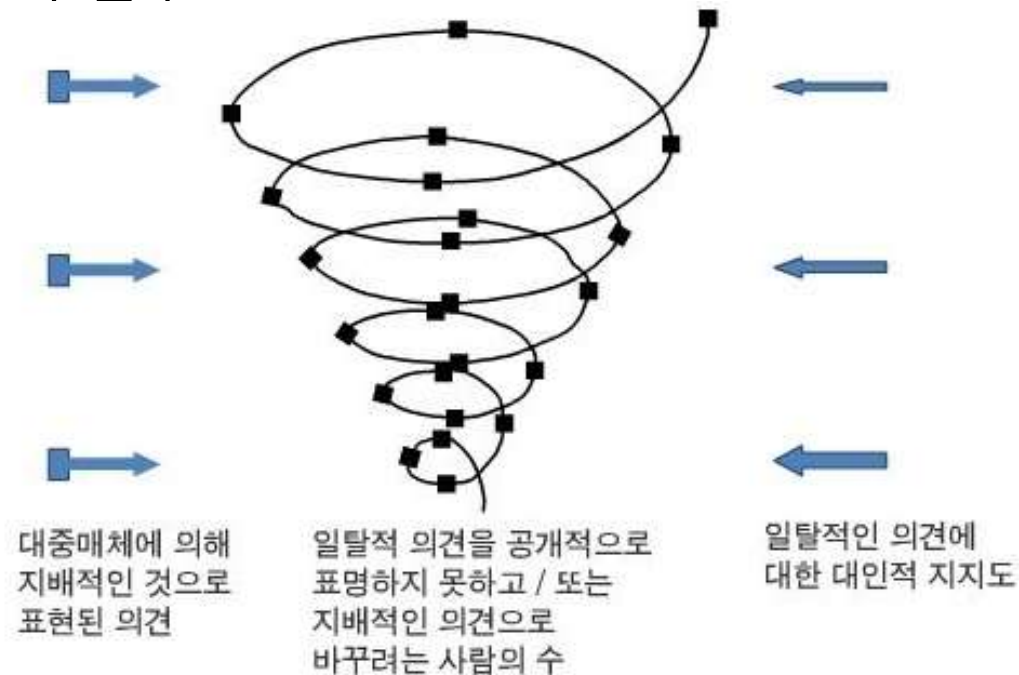 대중매체에 의해
지배적인 것으로
표현된 의견
일탈적 의견을 공개적으로
표명하지 못하고 / 또는
지배적인 의견으로
바꾸려는 사람의 수
일탈적인 의견에
대한 대인적 지지도